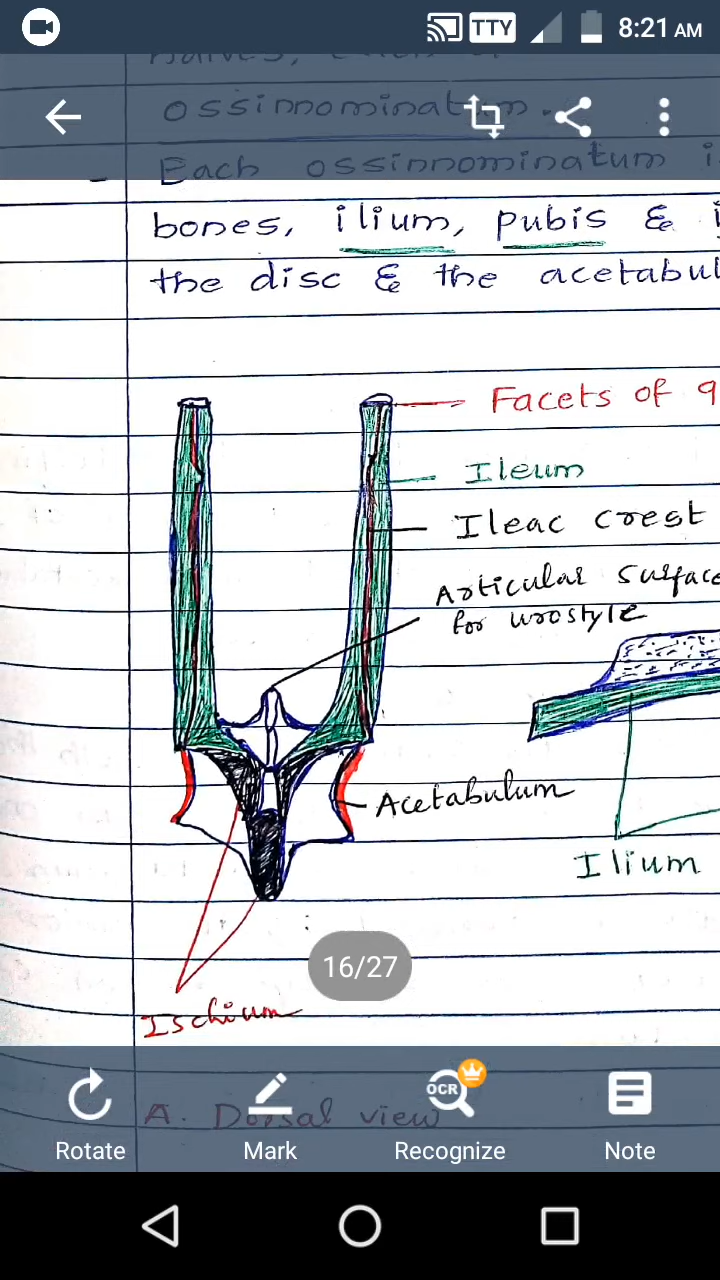 8:21 AM
TTY
ossinnominatum.
- Each ossinnominatum i
bones, ilium, pubis & i
the disc & the acetabul
Facets of 9
Ileum
Ileac crest
Articular surface
for urostyle
Acetabulum
Ilium
16/27
Ischium
A. Dorsal view
OCR
Rotate
Mark
Recognize
Note